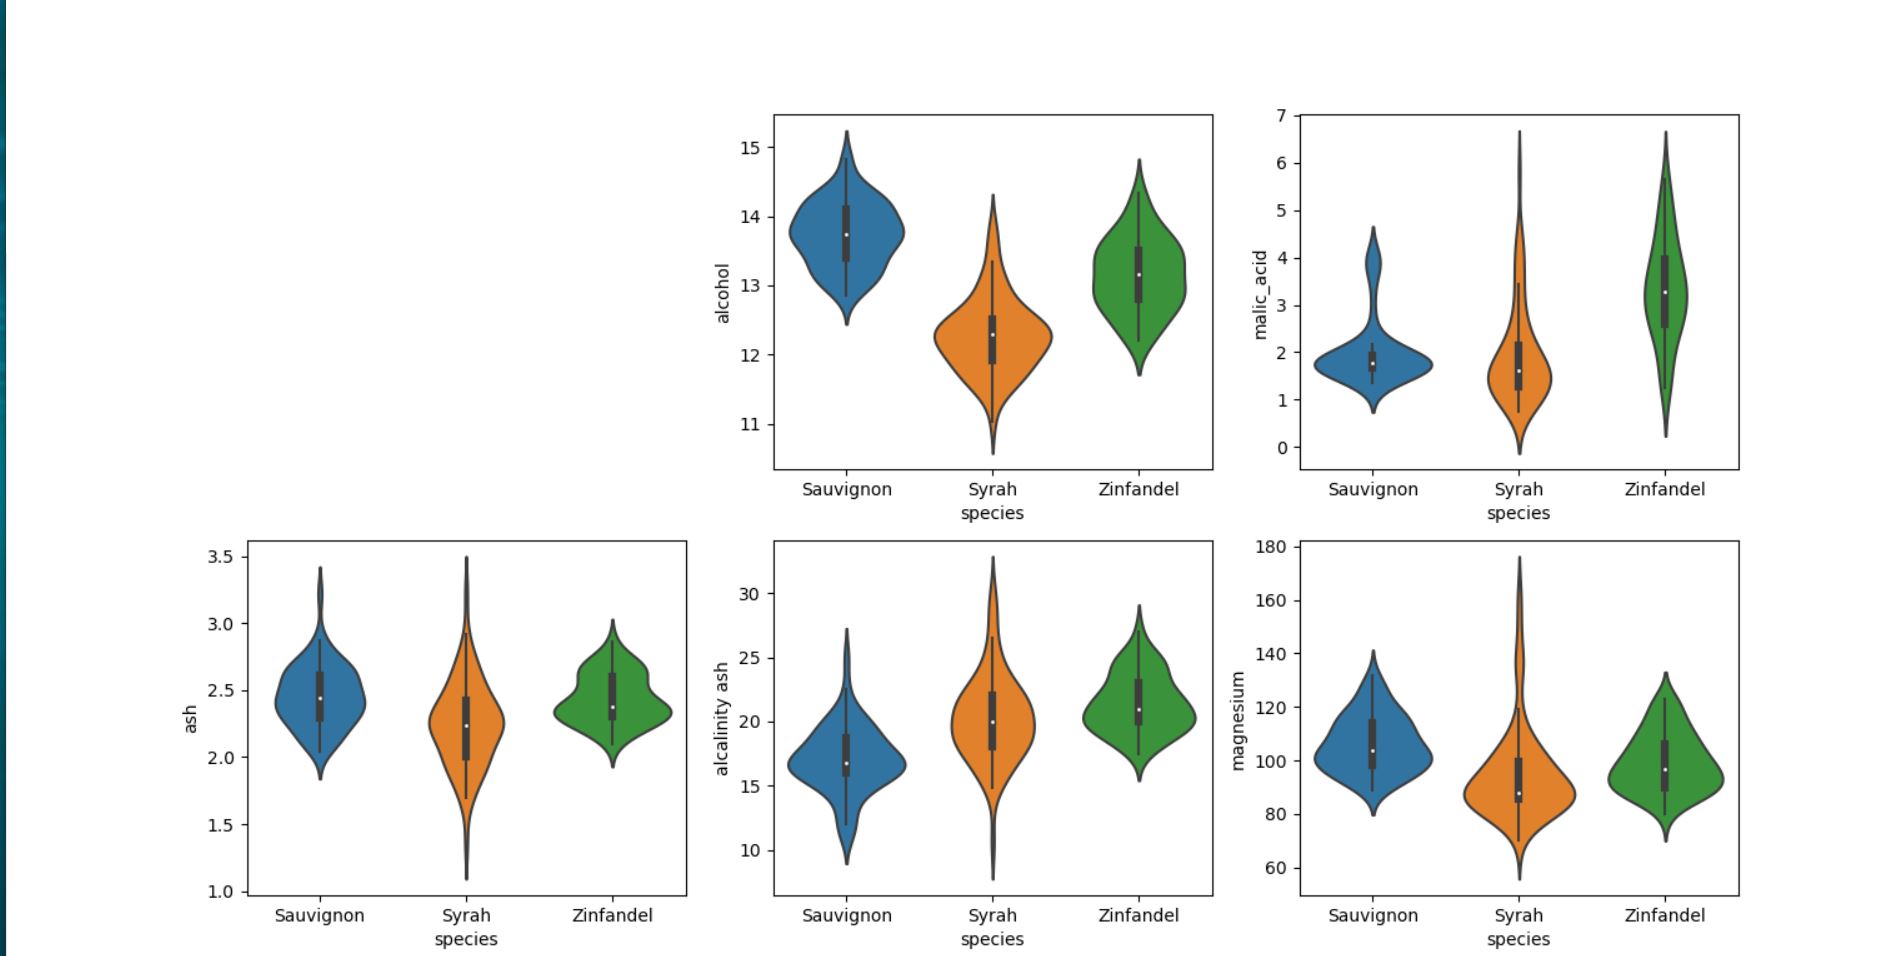 15
14
13
12
11
alcohol
Sauvignon Syrah Zinfandel
species
7
6
5
4
3
2
1
0
malic_acid
Sauvignon Syrah Zinfandel
species
3.5
3.0
2.5
2.0
1.5
1.0
ash
Sauvignon Syrah Zinfandel
species
30
25
20
15
10
alcalinity ash
Sauvignon Syrah Zinfandel
species
180
160
140
120
100
80
60
magnesium
Sauvignon Syrah Zinfandel
species